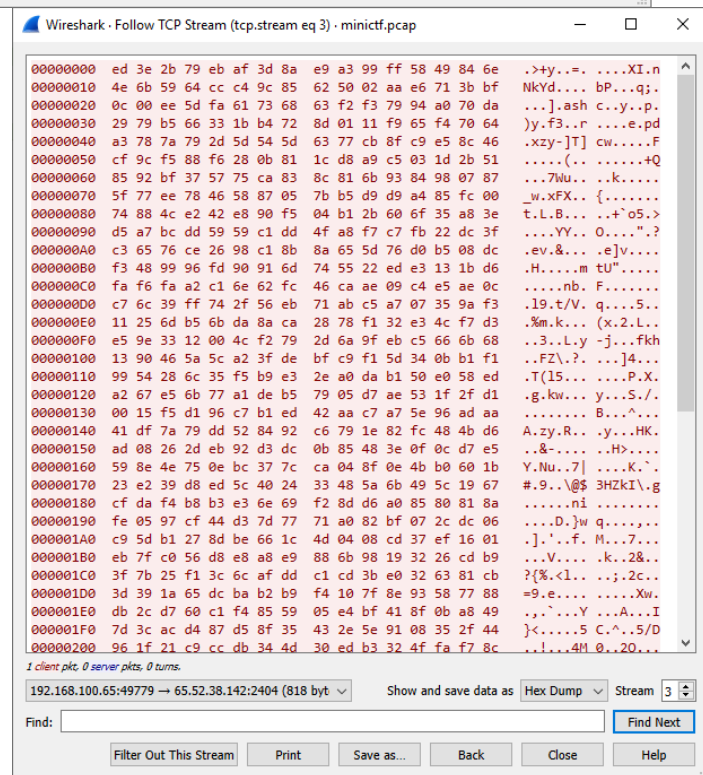 Wireshark · Follow TCP Stream (tcp.stream eq 3) · minictf.pcap
00000000 ed 3e 2b 79 eb af 3d 8a e9 a3 99 ff 58 49 84 6e .>+y..=. ....XI.n
00000010 4e 6b 59 64 cc c4 9c 85 62 50 02 aa e6 71 3b bf NkYd.... bP...q;.
00000020 0c 00 ee 5d fa 61 73 68 63 f2 f3 79 94 a0 70 da ...].ash c..y..p.
00000030 29 79 b5 66 33 1b b4 72 8d 01 11 f9 65 f4 70 64 )y.f3..r ....e.pd
00000040 a3 78 7a 79 2d 5d 54 5d 63 77 cb 8f c9 e5 8c 46 .xzy-]T] cw.....F
00000050 cf 9c f5 88 f6 28 0b 81 1c d8 a9 c5 03 1d 2b 51 .....(.. ......+Q
00000060 85 92 bf 37 57 75 ca 83 8c 81 6b 93 84 98 07 87 ...7Wu.. ..k.....
00000070 5f 77 ee 78 46 58 87 05 7b b5 d9 d9 a4 85 fc 00 _w.xFX.. {.......
00000080 74 88 4c e2 42 e8 90 f5 04 b1 2b 60 6f 35 a8 3e t.L.B... ..+`o5.>
00000090 d5 a7 bc dd 59 59 c1 dd 4f a8 f7 c7 fb 22 dc 3f ....YY.. O....".?
000000A0 c3 65 76 ce 26 98 c1 8b 8a 65 5d 76 d0 b5 08 dc .ev.&... .e]v....
000000B0 f3 48 99 96 fd 90 91 6d 74 55 22 ed e3 13 1b d6 .H.....m tU".....
000000C0 fa f6 fa a2 c1 6e 62 fc 46 ca ae 09 c4 e5 ae 0c .....nb. F.......
000000D0 c7 6c 39 ff 74 2f 56 eb 71 ab c5 a7 07 35 9a f3 .l9.t/V. q....5..
000000E0 11 25 6d b5 6b da 8a ca 28 78 f1 32 e3 4c f7 d3 .%m.k... (x.2.L..
000000F0 e5 9e 33 12 00 4c f2 79 2d 6a 9f eb c5 66 6b 68 ..3..L.y -j...fkh
00000100 13 90 46 5a 5c a2 3f de bf c9 f1 5d 34 0b b1 f1 ..FZ\.?. ...]4...
00000110 99 54 28 6c 35 f5 b9 e3 2e a0 da b1 50 e0 58 ed .T(l5... ....P.X.
00000120 a2 67 e5 6b 77 a1 de b5 79 05 d7 ae 53 1f 2f d1 .g.kw... y...S./.
00000130 00 15 f5 d1 96 c7 b1 ed 42 aa c7 a7 5e 96 ad aa ........ B...^...
00000140 41 df 7a 79 dd 52 84 92 c6 79 1e 82 fc 48 4b d6 A.zy.R.. .y...HK.
00000150 ad 08 26 2d eb 92 d3 dc 0b 85 48 3e 0f 0c d7 e5 ..&-.... ..H>....
00000160 59 8e 4e 75 0e bc 37 7c ca 04 8f 0e 4b b0 60 1b Y.Nu..7| ....K.`.
00000170 23 e2 39 d8 ed 5c 40 24 33 48 5a 6b 49 5c 19 67 #.9..\@$ 3HZkI\.g
00000180 cf da f4 b8 b3 e3 6e 69 f2 8d d6 a0 85 80 81 8a ......ni ........
00000190 fe 05 97 cf 44 d3 7d 77 71 a0 82 bf 07 2c dc 06 ....D.}w q....,..
000001A0 c9 5d b1 27 8d be 66 1c 4d 04 08 cd 37 ef 16 01 .].'..f. M...7...
000001B0 eb 7f c0 56 d8 e8 a8 e9 88 6b 98 19 32 26 cd b9 ...V.... .k..2&..
000001C0 3f 7b 25 f1 3c 6c af dd c1 cd 3b e0 32 63 81 cb ?{%.<l.. ..;.2c..
000001D0 3d 39 1a 65 dc ba b2 b9 f4 10 7f 8e 93 58 77 88 =9.e.... .....Xw.
000001E0 db 2c d7 60 c1 f4 85 59 05 e4 bf 41 8f 0b a8 49 .,.`...Y ...A...I
000001F0 7d 3c ac d4 87 d5 8f 35 43 2e 5e 91 08 35 2f 44 }<.....5 C.^..5/D
00000200 96 1f 21 c9 cc db 34 4d 30 ed b3 32 4f fa f7 8c ..!...4M 0..2O...
1 client pkt, 0 server pkts, 0 turns.
192.168.100.65:49779 → 65.52.38.142:2404 (818 byt Show and save data as Hex Dump Stream 3
Find: Find Next
Filter Out This Stream Print Save as... Back Close Help